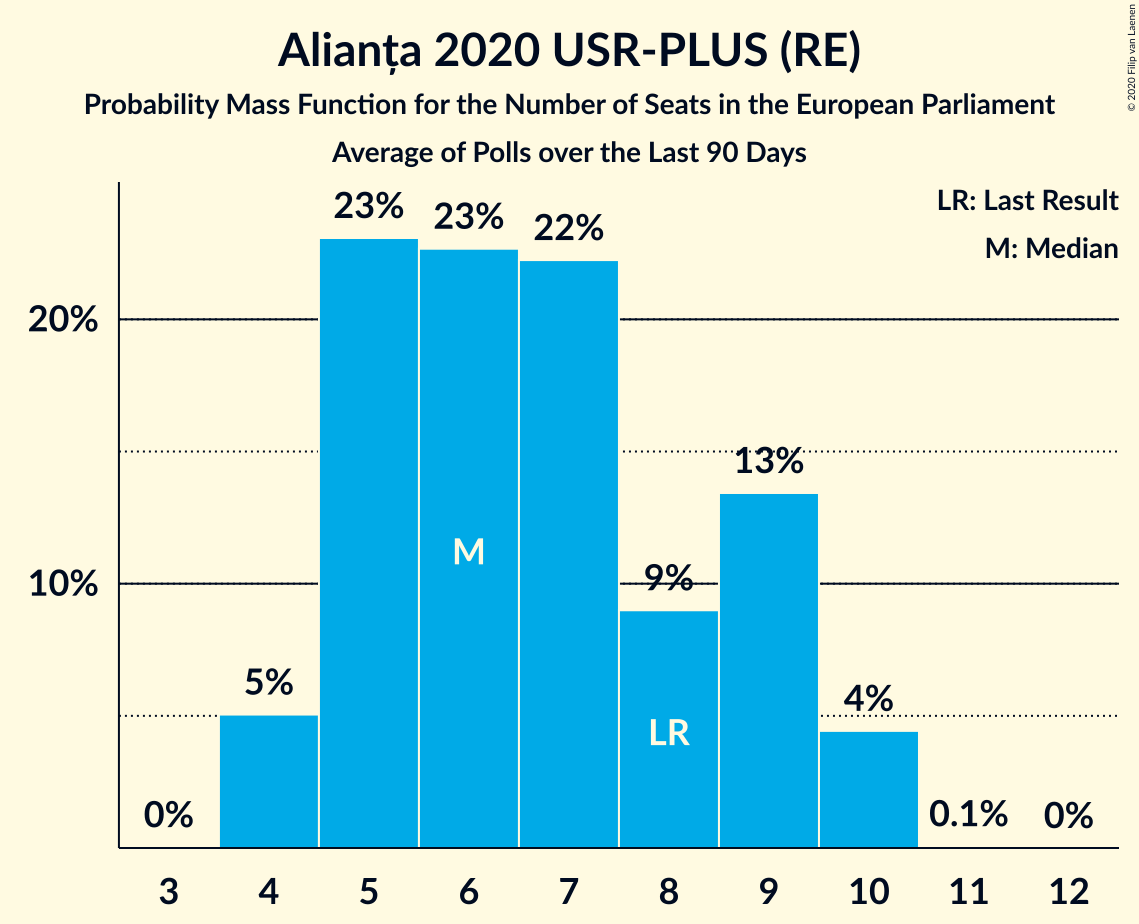 Alianța 2020 USR-PLUS (RE)
Probability Mass Function for the Number of Seats in the European Parliament
Average of Polls over the Last 90 Days
© 2020 Filip van Laenen
LR: Last Result
M: Median
20%
10%
0%
5%
23%
23%
22%
9%
13%
4%
0.1%
0%
M
LR
3 4 5 6 7 8 9 10 11 12